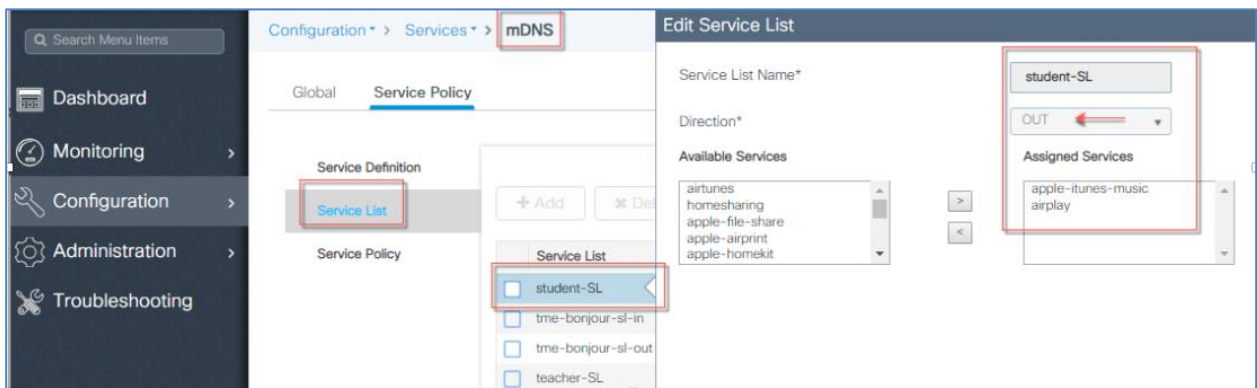 Search Menu Items
Dashboard
Monitoring
Configuration
Administration
Troubleshooting
Configuration > Services > mDNS
Global Service Policy
Service Definition
Service List
Service Policy
+ Add
Service List
student-SL
tme-bonjour-sl-in
tme-bonjour-sl-out
teacher-SL
Edit Service List
Service List Name* student-SL
Direction* OUT
Available Services
airtunes
homesharing
apple-file-share
apple-airprint
apple-homekit
>
<
Assigned Services
apple-itunes-music
airplay